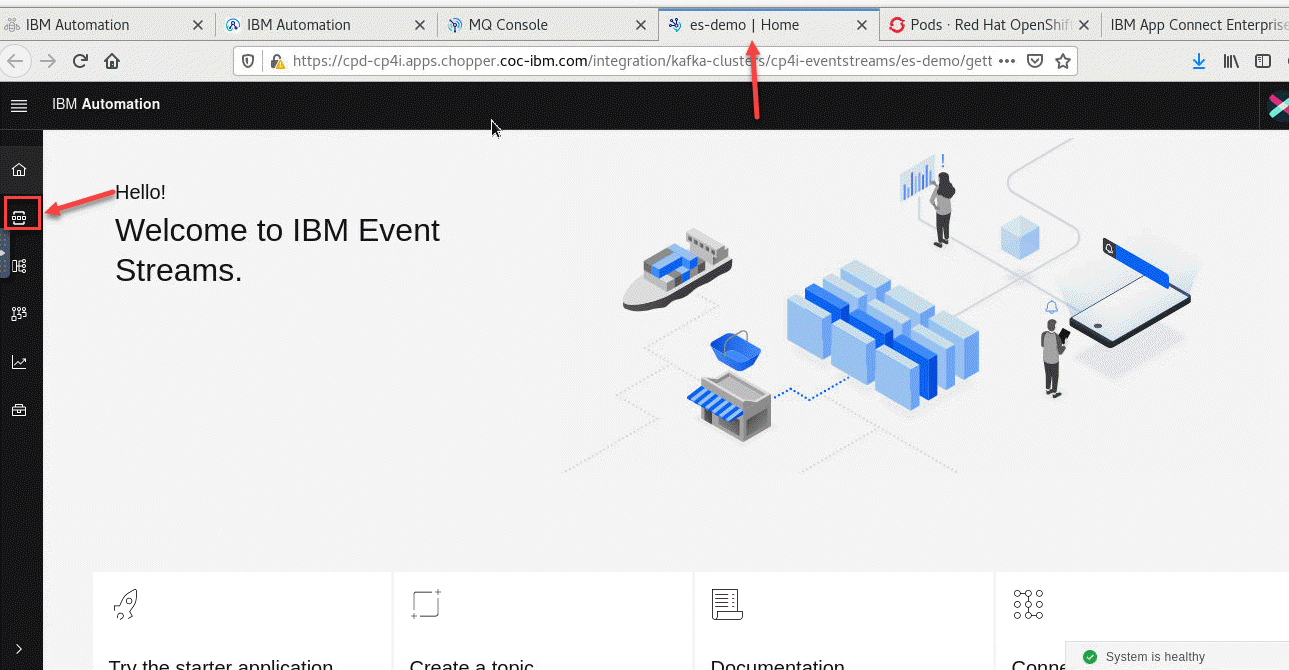 IBM Automation
IBM Automation
MQ Console
es-demo | Home
Pods · Red Hat OpenShift
IBM App Connect Enterprise
https://cpd-cp4i.apps.chopper.coc-ibm.com/integration/kafka-clusters/cp4i-eventstreams/es-demo/gett
IBM Automation
Hello!
Welcome to IBM Event
Streams.
Try the starter application
Create a topic
Documentation
System is healthy